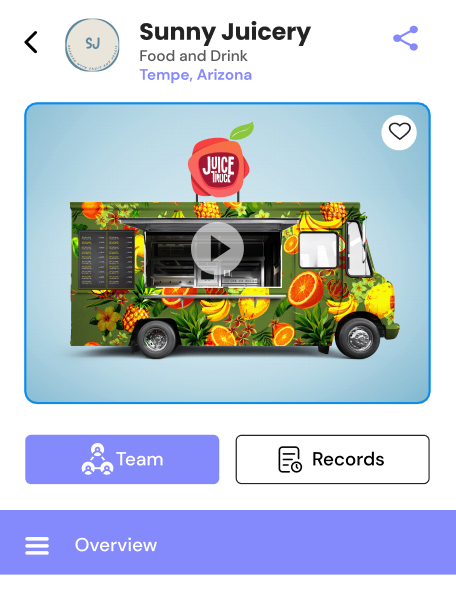 SJ
Sunny Juicery
Food and Drink
Tempe, Arizona
JUICE
TRUCK
Team
Records
Overview